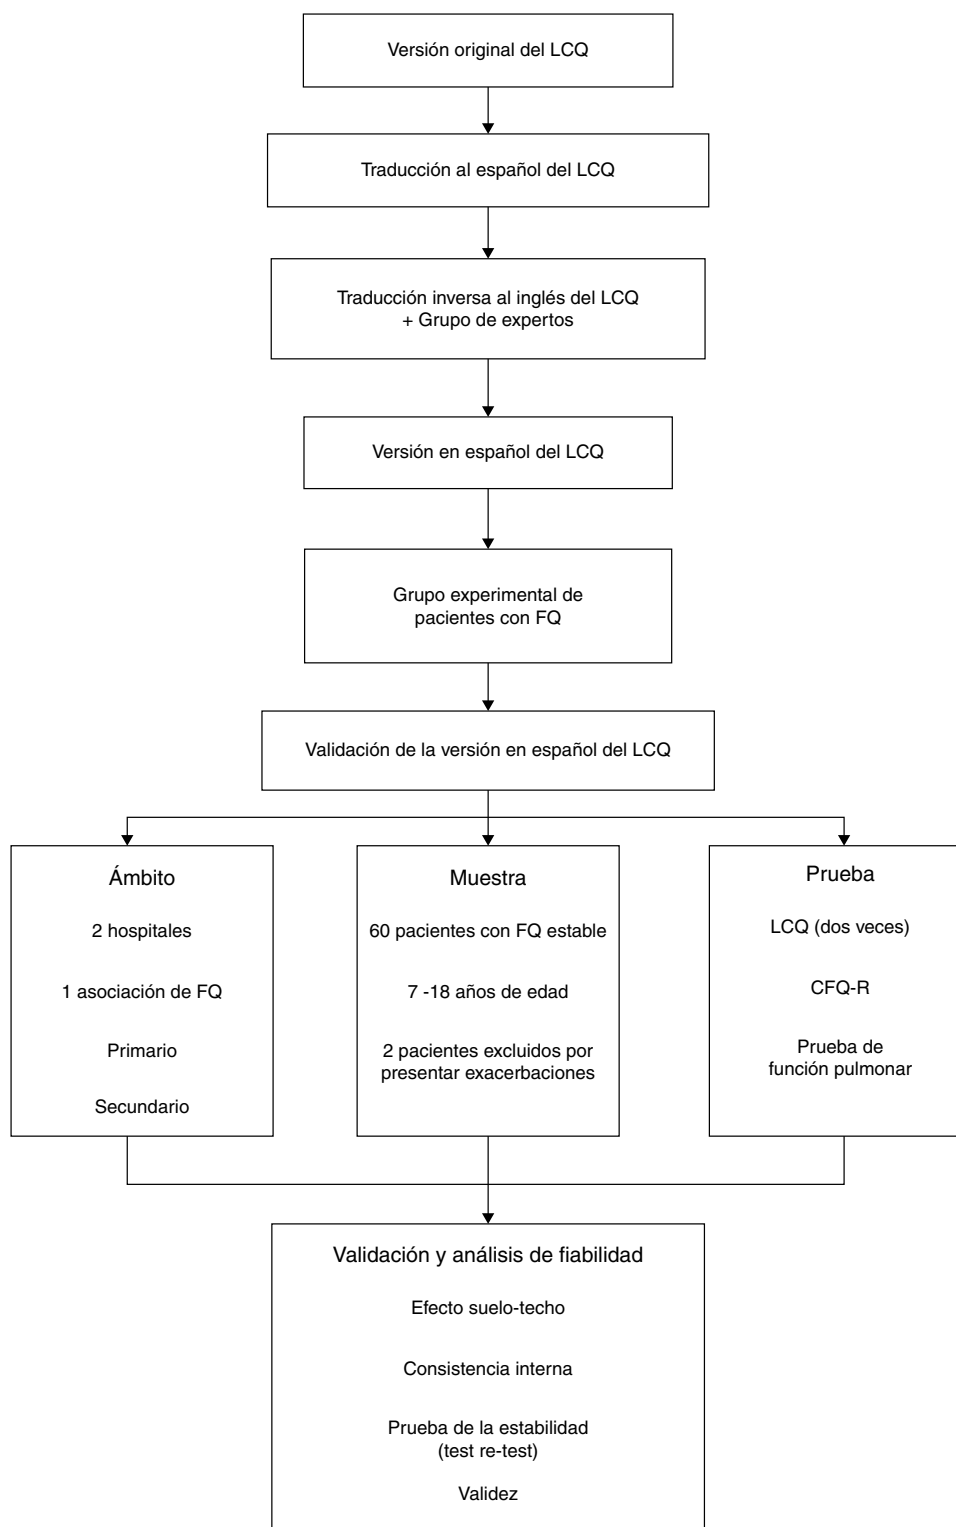 Versión original del LCQ
Traducción al español del LCQ
Traducción inversa al inglés del LCQ
+ Grupo de expertos
Versión en español del LCQ
Grupo experimental de
pacientes con FQ
Validación de la versión en español del LCQ
Ámbito
2 hospitales
1 asociación de FQ
Primario
Secundario
Muestra
60 pacientes con FQ estable
7 -18 años de edad
2 pacientes excluidos por
presentar exacerbaciones
Prueba
LCQ (dos veces)
CFQ-R
Prueba de
función pulmonar
Validación y análisis de fiabilidad
Efecto suelo-techo
Consistencia interna
Prueba de la estabilidad
(test re-test)
Validez